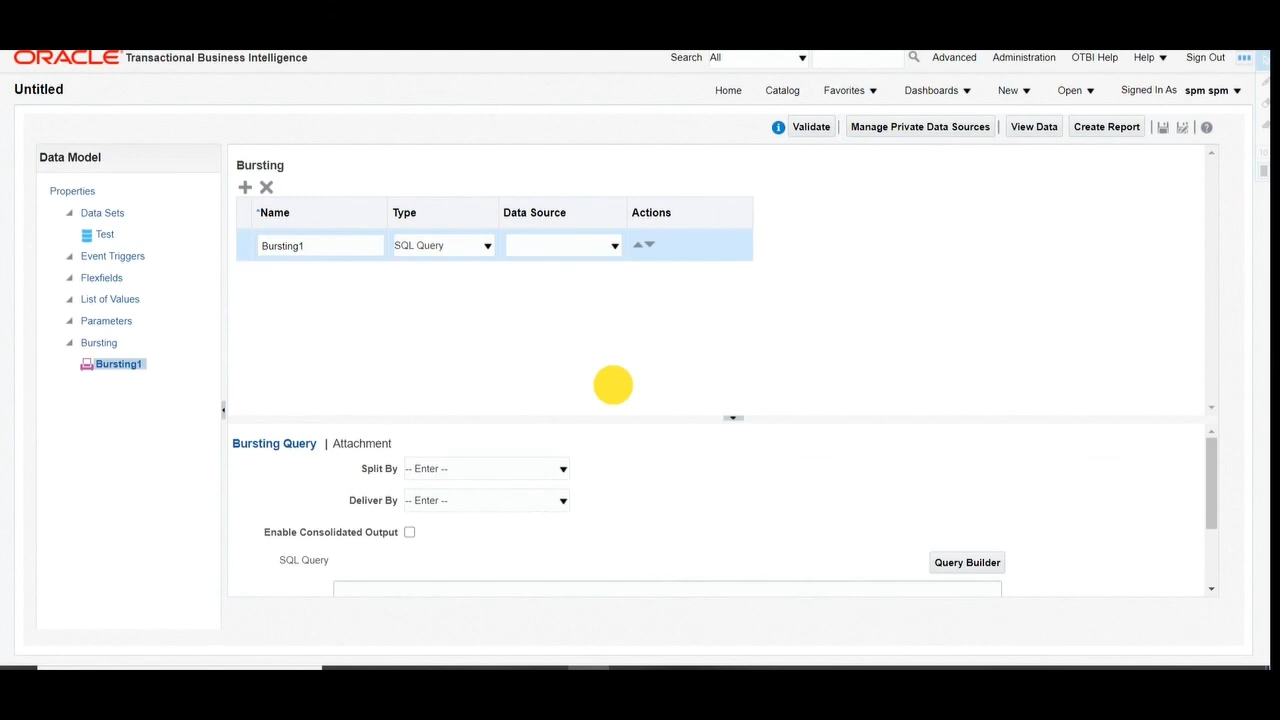 ORACLE Transactional Business Intelligence Search All Advanced Administration OTBI Help Help Sign Out
Untitled Home Catalog Favorites Dashboards New Open Signed In As spm spm
Validate Manage Private Data Sources View Data Create Report
Data Model
Properties
Data Sets
Test
Event Triggers
Flexfields
List of Values
Parameters
Bursting
Bursting1
Bursting
*Name Type Data Source Actions
Bursting1 SQL Query
Bursting Query | Attachment
Split By -- Enter --
Deliver By -- Enter --
Enable Consolidated Output
SQL Query Query Builder